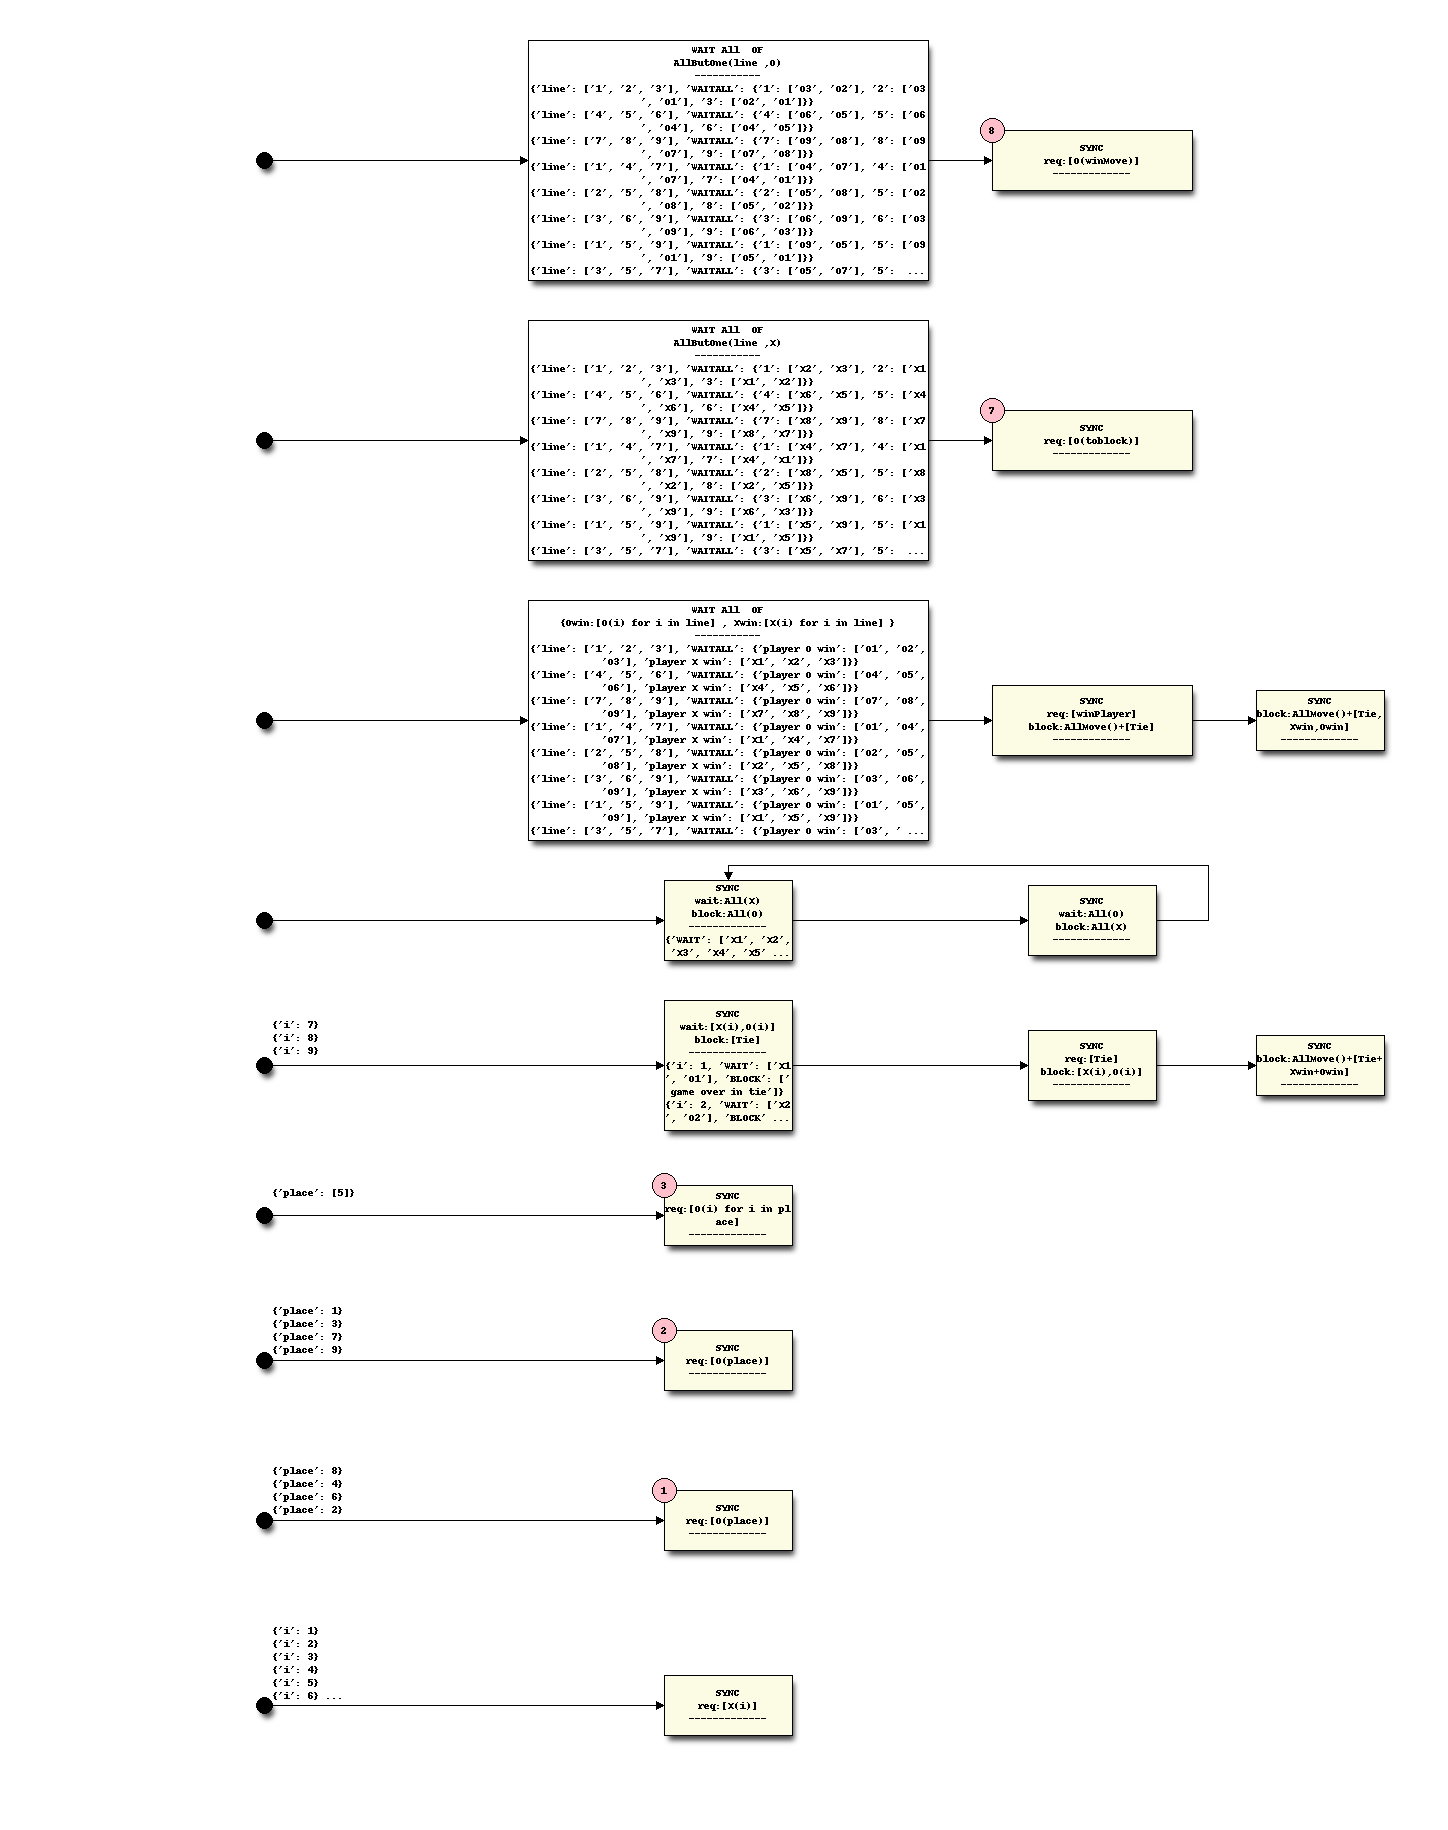 WAIT All  OF
AllButOne(line ,O)
-----------
{'line': ['1', '2', '3'], 'WAITALL': {'1': ['O3', 'O2'], '2': ['O3
', 'O1'], '3': ['O2', 'O1']}}
{'line': ['4', '5', '6'], 'WAITALL': {'4': ['O6', 'O5'], '5': ['O6
', 'O4'], '6': ['O4', 'O5']}}
{'line': ['7', '8', '9'], 'WAITALL': {'7': ['O9', 'O8'], '8': ['O9
', 'O7'], '9': ['O7', 'O8']}}
{'line': ['1', '4', '7'], 'WAITALL': {'1': ['O4', 'O7'], '4': ['O1
', 'O7'], '7': ['O4', 'O1']}}
{'line': ['2', '5', '8'], 'WAITALL': {'2': ['O5', 'O8'], '5': ['O2
', 'O8'], '8': ['O5', 'O2']}}
{'line': ['3', '6', '9'], 'WAITALL': {'3': ['O6', 'O9'], '6': ['O3
', 'O9'], '9': ['O6', 'O3']}}
{'line': ['1', '5', '9'], 'WAITALL': {'1': ['O9', 'O5'], '5': ['O9
', 'O1'], '9': ['O5', 'O1']}}
{'line': ['3', '5', '7'], 'WAITALL': {'3': ['O5', 'O7'], '5':  ...
8
SYNC
req:[O(winMove)]
-------------
WAIT All  OF
AllButOne(line ,X)
-----------
{'line': ['1', '2', '3'], 'WAITALL': {'1': ['X2', 'X3'], '2': ['X1
', 'X3'], '3': ['X1', 'X2']}}
{'line': ['4', '5', '6'], 'WAITALL': {'4': ['X6', 'X5'], '5': ['X4
', 'X6'], '6': ['X4', 'X5']}}
{'line': ['7', '8', '9'], 'WAITALL': {'7': ['X8', 'X9'], '8': ['X7
', 'X9'], '9': ['X8', 'X7']}}
{'line': ['1', '4', '7'], 'WAITALL': {'1': ['X4', 'X7'], '4': ['X1
', 'X7'], '7': ['X4', 'X1']}}
{'line': ['2', '5', '8'], 'WAITALL': {'2': ['X8', 'X5'], '5': ['X8
', 'X2'], '8': ['X2', 'X5']}}
{'line': ['3', '6', '9'], 'WAITALL': {'3': ['X6', 'X9'], '6': ['X3
', 'X9'], '9': ['X6', 'X3']}}
{'line': ['1', '5', '9'], 'WAITALL': {'1': ['X5', 'X9'], '5': ['X1
', 'X9'], '9': ['X1', 'X5']}}
{'line': ['3', '5', '7'], 'WAITALL': {'3': ['X5', 'X7'], '5':  ...
7
SYNC
req:[O(toblock)]
-------------
WAIT All  OF
{Owin:[O(i) for i in line] , Xwin:[X(i) for i in line] }
-----------
{'line': ['1', '2', '3'], 'WAITALL': {'player O win': ['O1', 'O2',
'O3'], 'player X win': ['X1', 'X2', 'X3']}}
{'line': ['4', '5', '6'], 'WAITALL': {'player O win': ['O4', 'O5',
'O6'], 'player X win': ['X4', 'X5', 'X6']}}
{'line': ['7', '8', '9'], 'WAITALL': {'player O win': ['O7', 'O8',
'O9'], 'player X win': ['X7', 'X8', 'X9']}}
{'line': ['1', '4', '7'], 'WAITALL': {'player O win': ['O1', 'O4',
'O7'], 'player X win': ['X1', 'X4', 'X7']}}
{'line': ['2', '5', '8'], 'WAITALL': {'player O win': ['O2', 'O5',
'O8'], 'player X win': ['X2', 'X5', 'X8']}}
{'line': ['3', '6', '9'], 'WAITALL': {'player O win': ['O3', 'O6',
'O9'], 'player X win': ['X3', 'X6', 'X9']}}
{'line': ['1', '5', '9'], 'WAITALL': {'player O win': ['O1', 'O5',
'O9'], 'player X win': ['X1', 'X5', 'X9']}}
{'line': ['3', '5', '7'], 'WAITALL': {'player O win': ['O3', ' ...
SYNC
req:[winPlayer]
block:AllMove()+[Tie]
-------------
SYNC
block:AllMove()+[Tie,
Xwin,Owin]
-------------
SYNC
wait:All(X)
block:All(O)
-------------
{'WAIT': ['X1', 'X2',
'X3', 'X4', 'X5' ...
SYNC
wait:All(O)
block:All(X)
-------------
{'i': 7}
{'i': 8}
{'i': 9}
SYNC
wait:[X(i),O(i)]
block:[Tie]
-------------
{'i': 1, 'WAIT': ['X1
', 'O1'], 'BLOCK': ['
game over in tie']}
{'i': 2, 'WAIT': ['X2
', 'O2'], 'BLOCK' ...
SYNC
req:[Tie]
block:[X(i),O(i)]
-------------
SYNC
block:AllMove()+[Tie+
Xwin+Owin]
-------------
{'place': [5]}
3
SYNC
req:[O(i) for i in pl
ace]
-------------
{'place': 1}
{'place': 3}
{'place': 7}
{'place': 9}
2
SYNC
req:[O(place)]
-------------
{'place': 8}
{'place': 4}
{'place': 6}
{'place': 2}
1
SYNC
req:[O(place)]
-------------
{'i': 1}
{'i': 2}
{'i': 3}
{'i': 4}
{'i': 5}
{'i': 6} ...
SYNC
req:[X(i)]
-------------